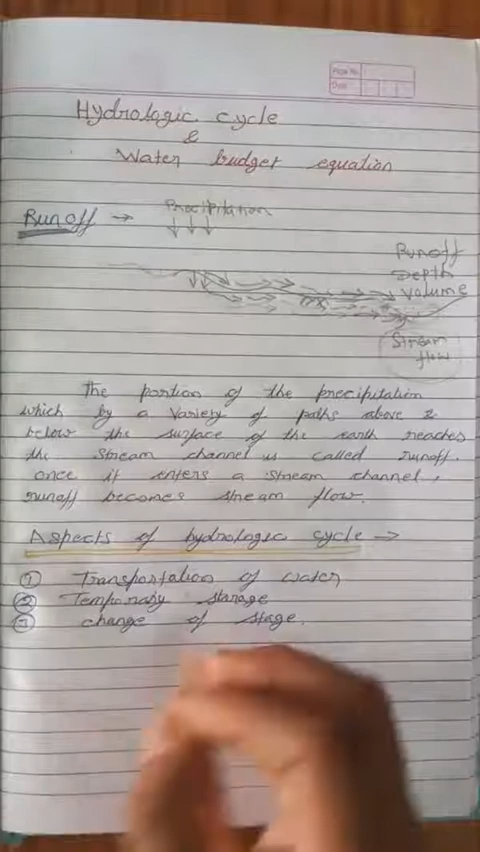 Page No.
Date
Hydrologic cycle
&
Water budget equation
Runoff → Precipitation
Runoff
Depth
volume
Stream
flow
The portion of the precipitation
which by a variety of paths above &
below the surface of the earth reaches
the stream channel is called runoff.
once it enters a stream channel,
runoff becomes stream flow.
Aspects of hydrologic cycle →
① Transportation of water
② Temporary storage
③ change of stage.